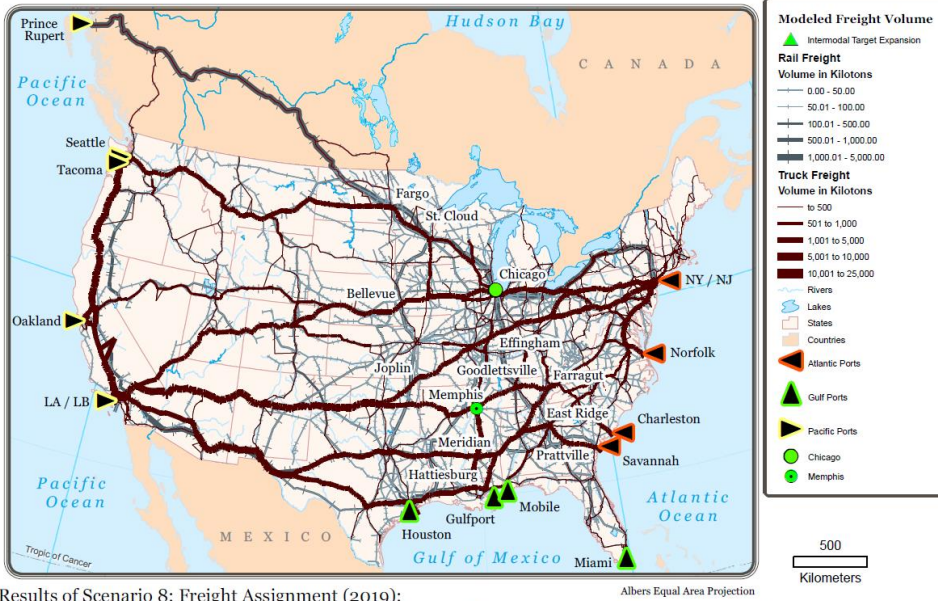 Prince
Rupert
Hudson Bay
CANADA
Pacific
Ocean
Seattle
Tacoma
Fargo
St. Cloud
Chicago
NY / NJ
Bellevue
Oakland
Effingham
Norfolk
Joplin
Goodlettsville
Farragut
Memphis
LA / LB
East Ridge
Charleston
Meridian
Prattville
Savannah
Hattiesburg
Pacific
Ocean
Atlantic
Ocean
Mobile
Gulfport
Houston
MEXICO
Gulf of Mexico
Miami
Tropic of Cancer
Modeled Freight Volume
Intermodal Target Expansion
Rail Freight
Volume in Kilotons
0.00 - 50.00
50.01 - 100.00
100.01 - 500.00
500.01 - 1,000.00
1,000.01 - 5,000.00
Truck Freight
Volume in Kilotons
to 500
501 to 1,000
1,001 to 5,000
5,001 to 10,000
10,001 to 25,000
Rivers
Lakes
States
Countries
Atlantic Ports
Gulf Ports
Pacific Ports
Chicago
Memphis
500
Kilometers
Results of Scenario 8: Freight Assignment (2019):
Albers Equal Area Projection